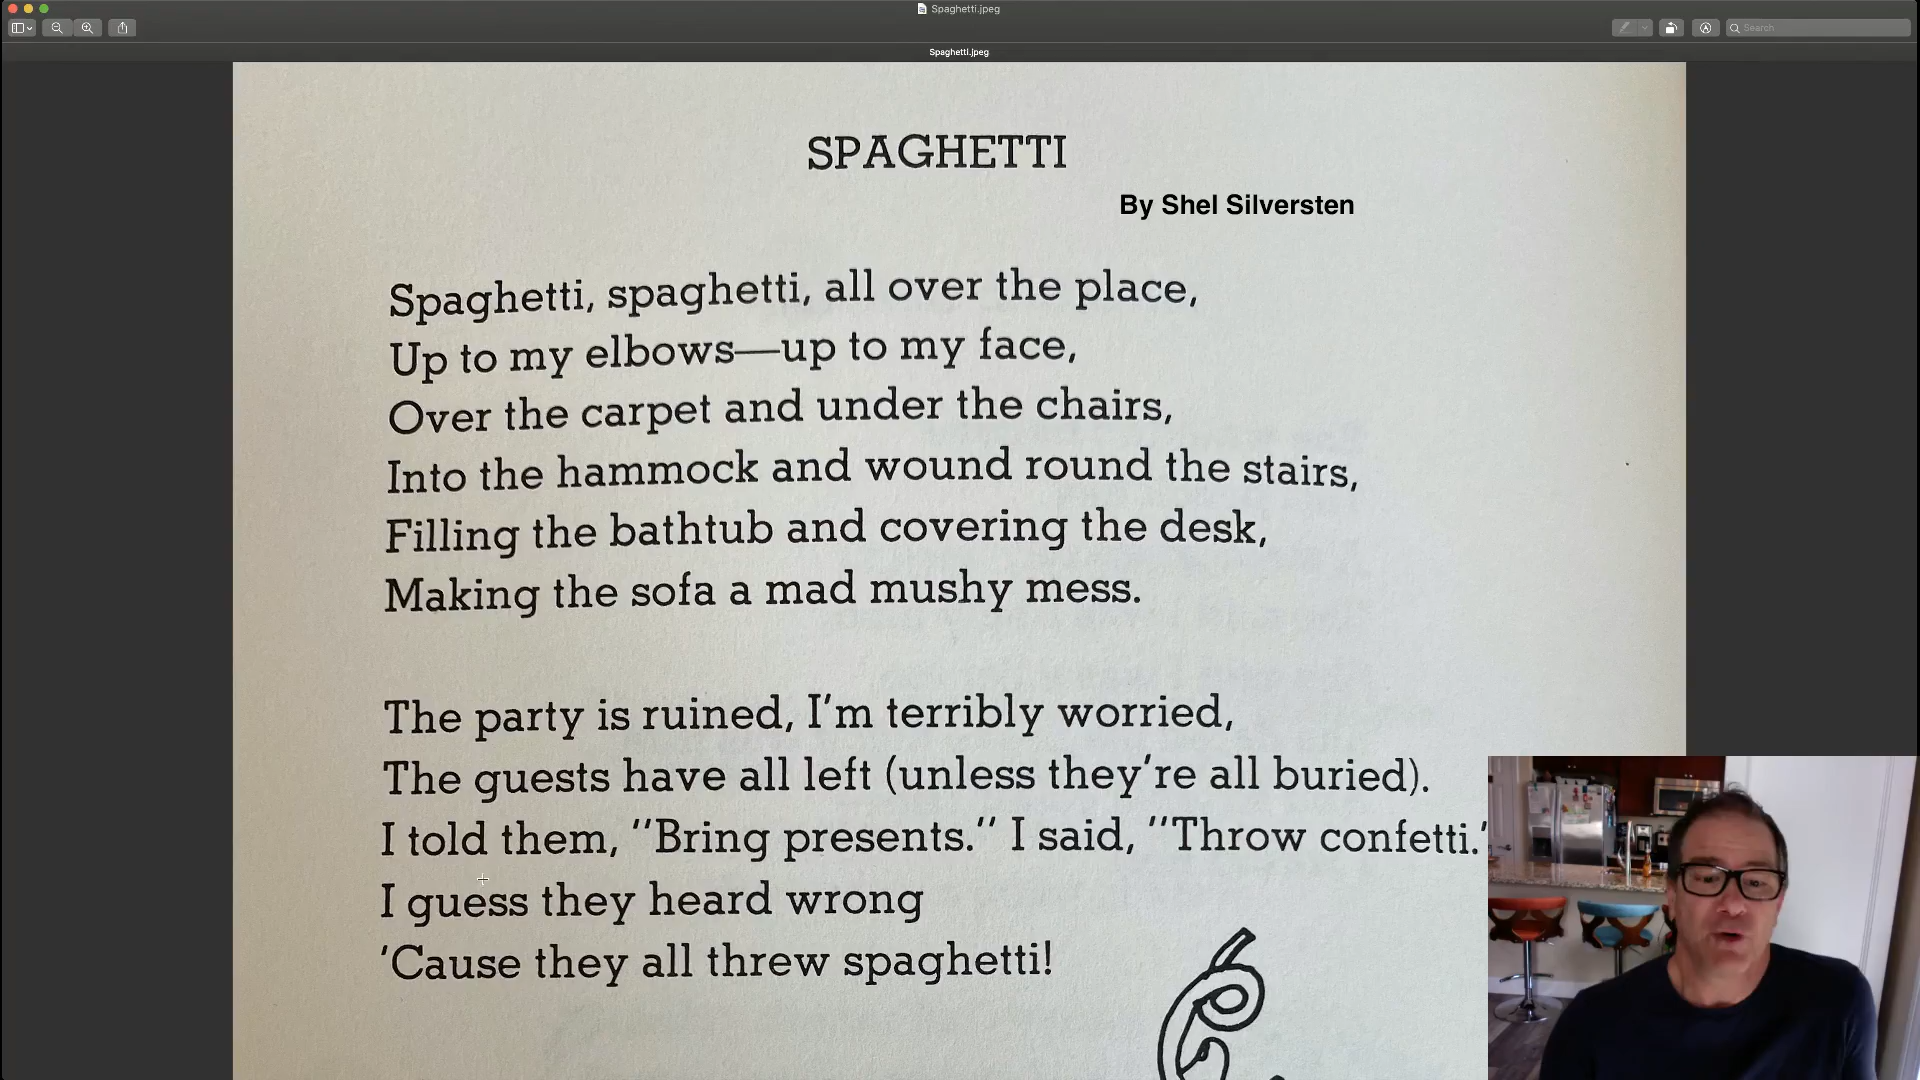 Spaghetti.jpeg
Search
Spaghetti.jpeg
SPAGHETTI
By Shel Silversten
Spaghetti, spaghetti, all over the place,
Up to my elbows—up to my face,
Over the carpet and under the chairs,
Into the hammock and wound round the stairs,
Filling the bathtub and covering the desk,
Making the sofa a mad mushy mess.
The party is ruined, I'm terribly worried,
The guests have all left (unless they're all buried).
I told them, "Bring presents." I said, "Throw confetti.'
I guess they heard wrong
'Cause they all threw spaghetti!